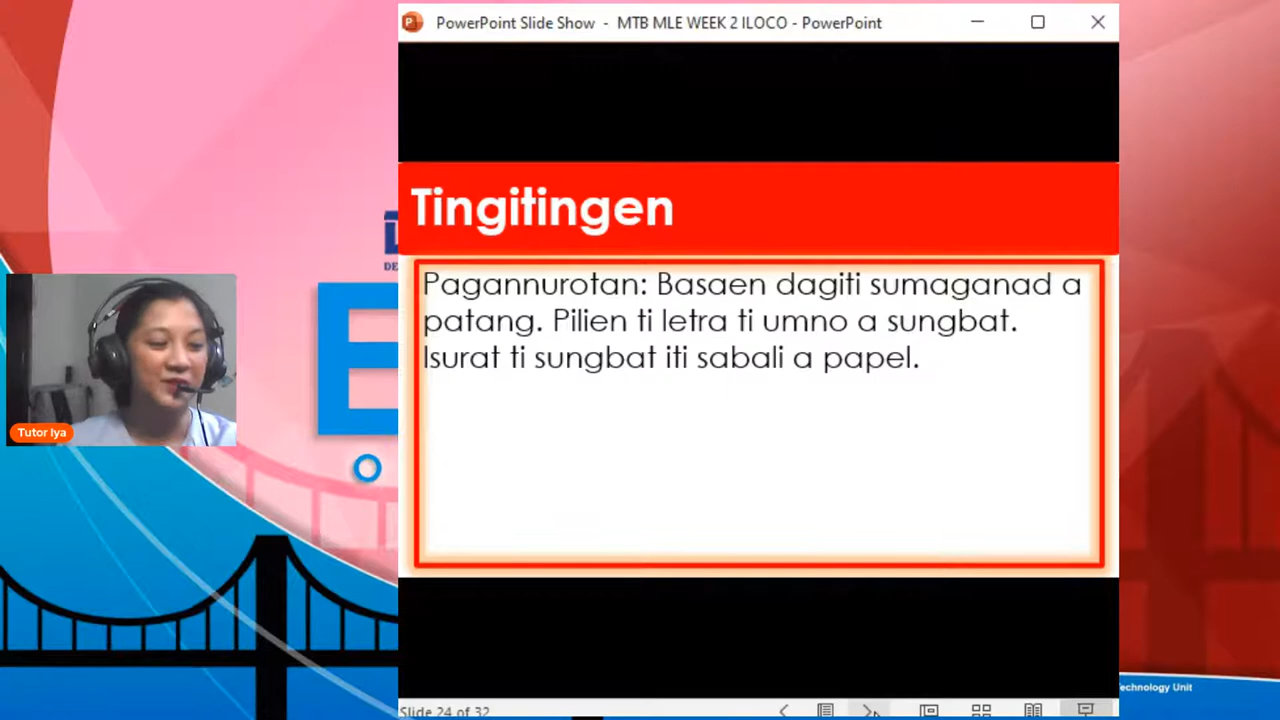 PowerPoint Slide Show - MTB MLE WEEK 2 ILOCO - PowerPoint
Tingitingen
Pagannurotan: Basaen dagiti sumaganad a
patang. Pilien ti letra ti umno a sungbat.
Isurat ti sungbat iti sabali a papel.
Tutor Iya
Technology Unit
Slide 24 of 32